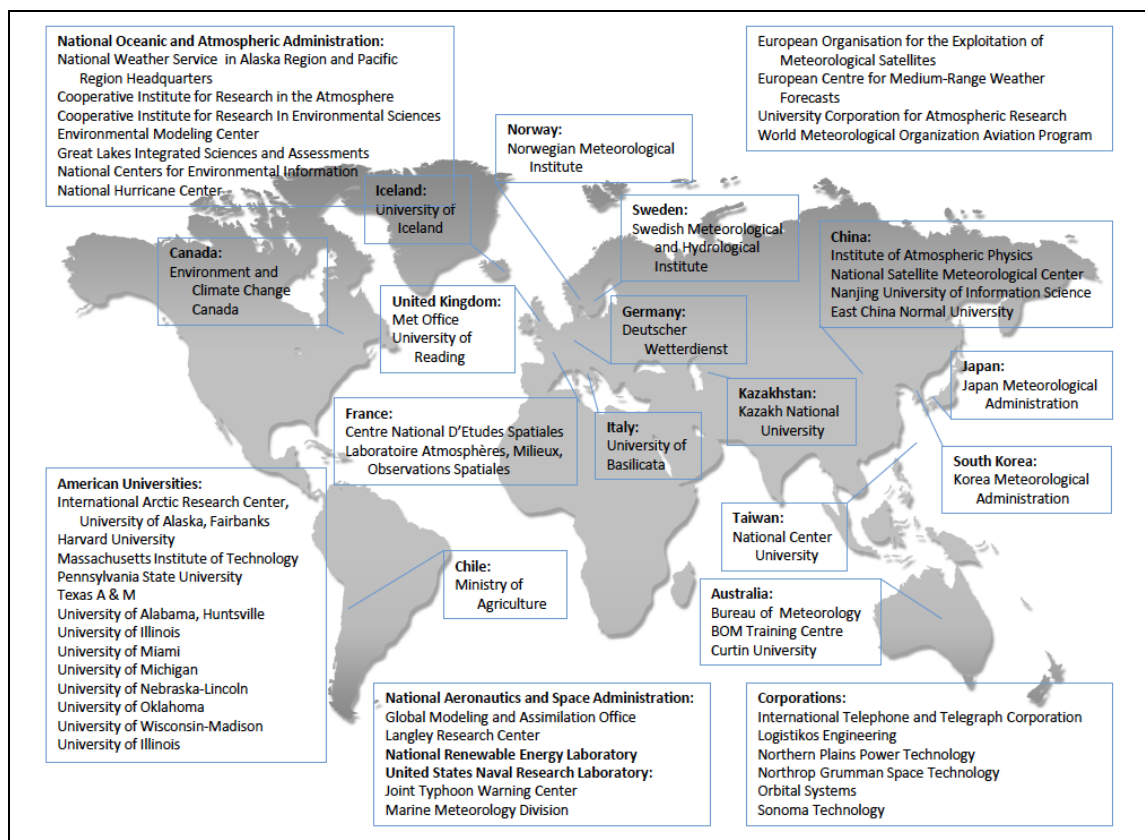 National Oceanic and Atmospheric Administration:
National Weather Service in Alaska Region and Pacific
Region Headquarters
Cooperative Institute for Research in the Atmosphere
Cooperative Institute for Research In Environmental Sciences
Environmental Modeling Center
Great Lakes Integrated Sciences and Assessments
National Centers for Environmental Information
National Hurricane Center
European Organisation for the Exploitation of
Meteorological Satellites
European Centre for Medium-Range Weather
Forecasts
University Corporation for Atmospheric Research
World Meteorological Organization Aviation Program
Norway:
Norwegian Meteorological
Institute
Iceland:
University of
Iceland
Sweden:
Swedish Meteorological
and Hydrological
Institute
China:
Institute of Atmospheric Physics
National Satellite Meteorological Center
Nanjing University of Information Science
East China Normal University
Canada:
Environment and
Climate Change
Canada
United Kingdom:
Met Office
University of
Reading
Germany:
Deutscher
Wetterdienst
Japan:
Japan Meteorological
Administration
Kazakhstan:
Kazakh National
University
France:
Centre National D'Etudes Spatiales
Laboratoire Atmosphères, Milieux,
Observations Spatiales
Italy:
University of
Basilicata
South Korea:
Korea Meteorological
Administration
American Universities:
International Arctic Research Center,
University of Alaska, Fairbanks
Harvard University
Massachusetts Institute of Technology
Pennsylvania State University
Texas A & M
University of Alabama, Huntsville
University of Illinois
University of Miami
University of Michigan
University of Nebraska-Lincoln
University of Oklahoma
University of Wisconsin-Madison
University of Illinois
Taiwan:
National Center
University
Chile:
Ministry of
Agriculture
Australia:
Bureau of Meteorology
BOM Training Centre
Curtin University
National Aeronautics and Space Administration:
Global Modeling and Assimilation Office
Langley Research Center
National Renewable Energy Laboratory
United States Naval Research Laboratory:
Joint Typhoon Warning Center
Marine Meteorology Division
Corporations:
International Telephone and Telegraph Corporation
Logistikos Engineering
Northern Plains Power Technology
Northrop Grumman Space Technology
Orbital Systems
Sonoma Technology